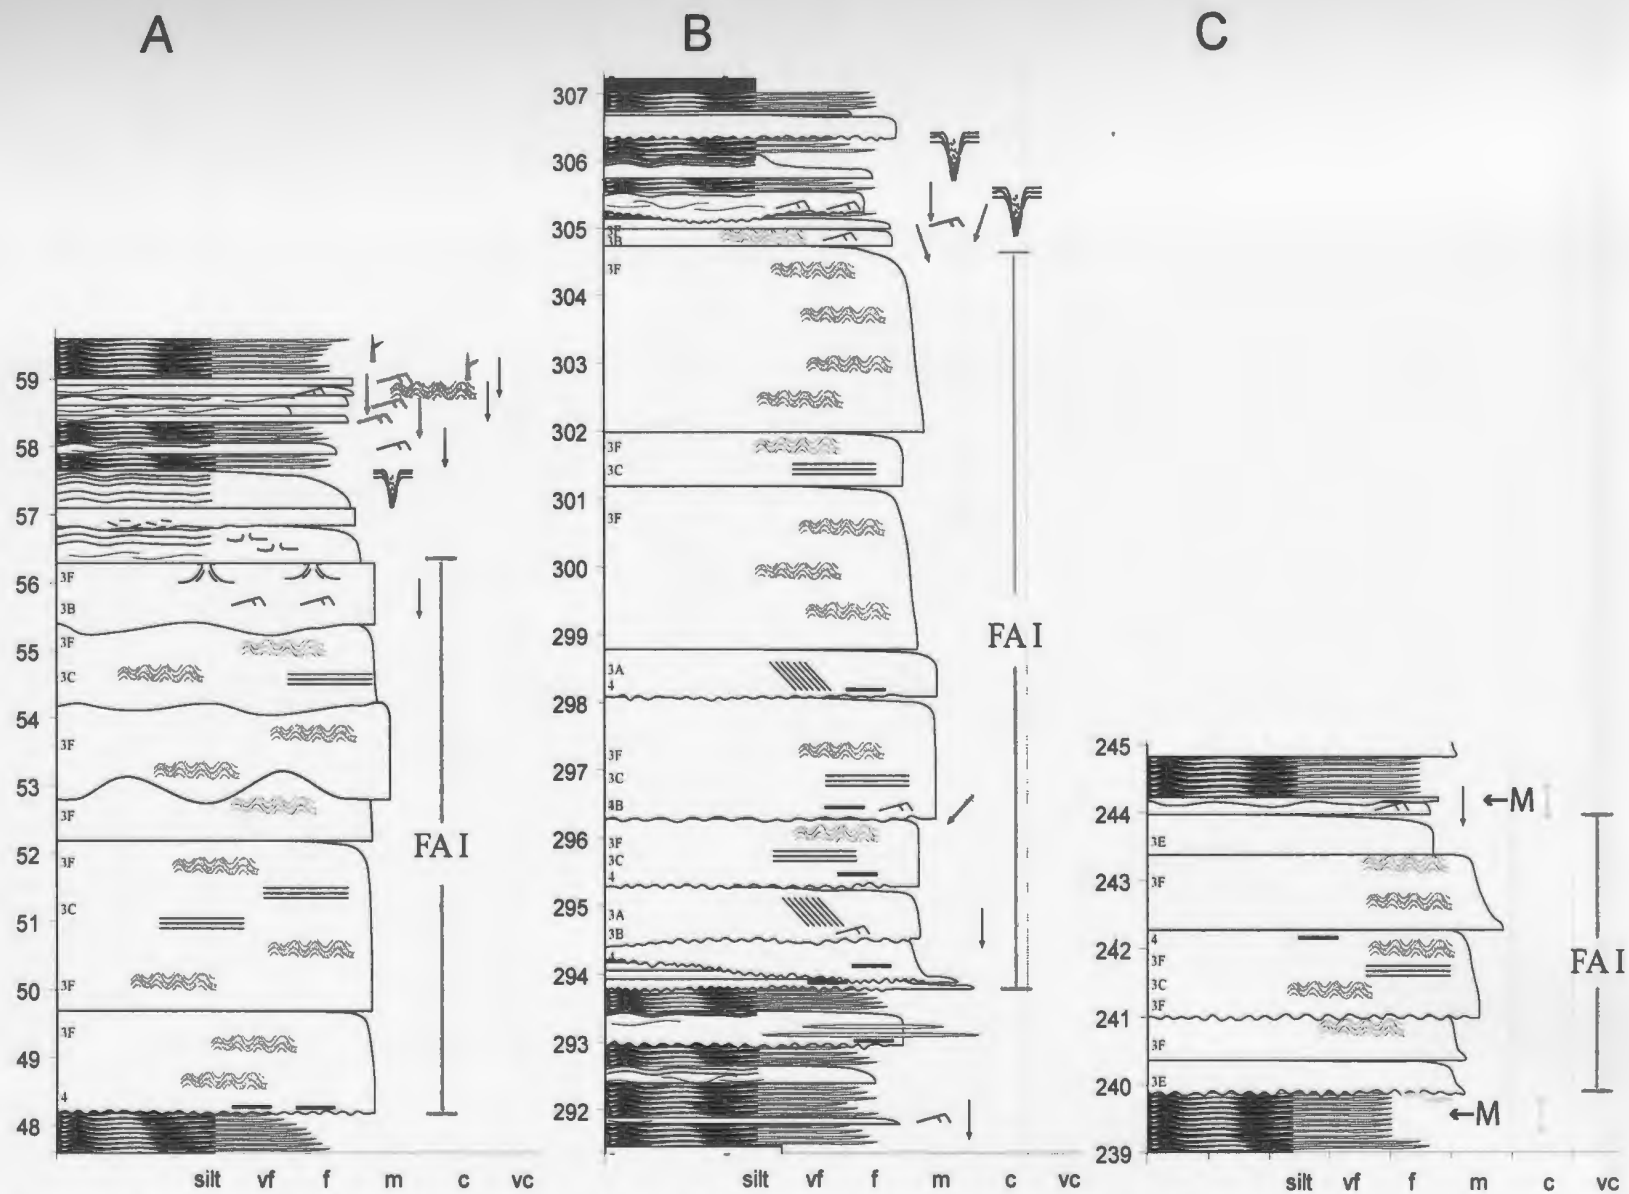 A
B
C
59
58
57
56
55
54
53
52
51
50
49
48
3F
3B
3F
3C
3F
3F
3F
3C
3F
3F
4
FA I
silt vf f m c vc
307
306
305
304
303
302
301
300
299
298
297
296
295
294
293
292
3F
3B
3F
3F
3C
3F
3A
4
3F
3C
4B
3F
3C
4
3A
3B
4
FA I
silt vf f m c vc
245
244
243
242
241
240
239
3E
3F
4
3F
3C
3F
3F
3E
←M
←M
FA I
silt vf f m c vc